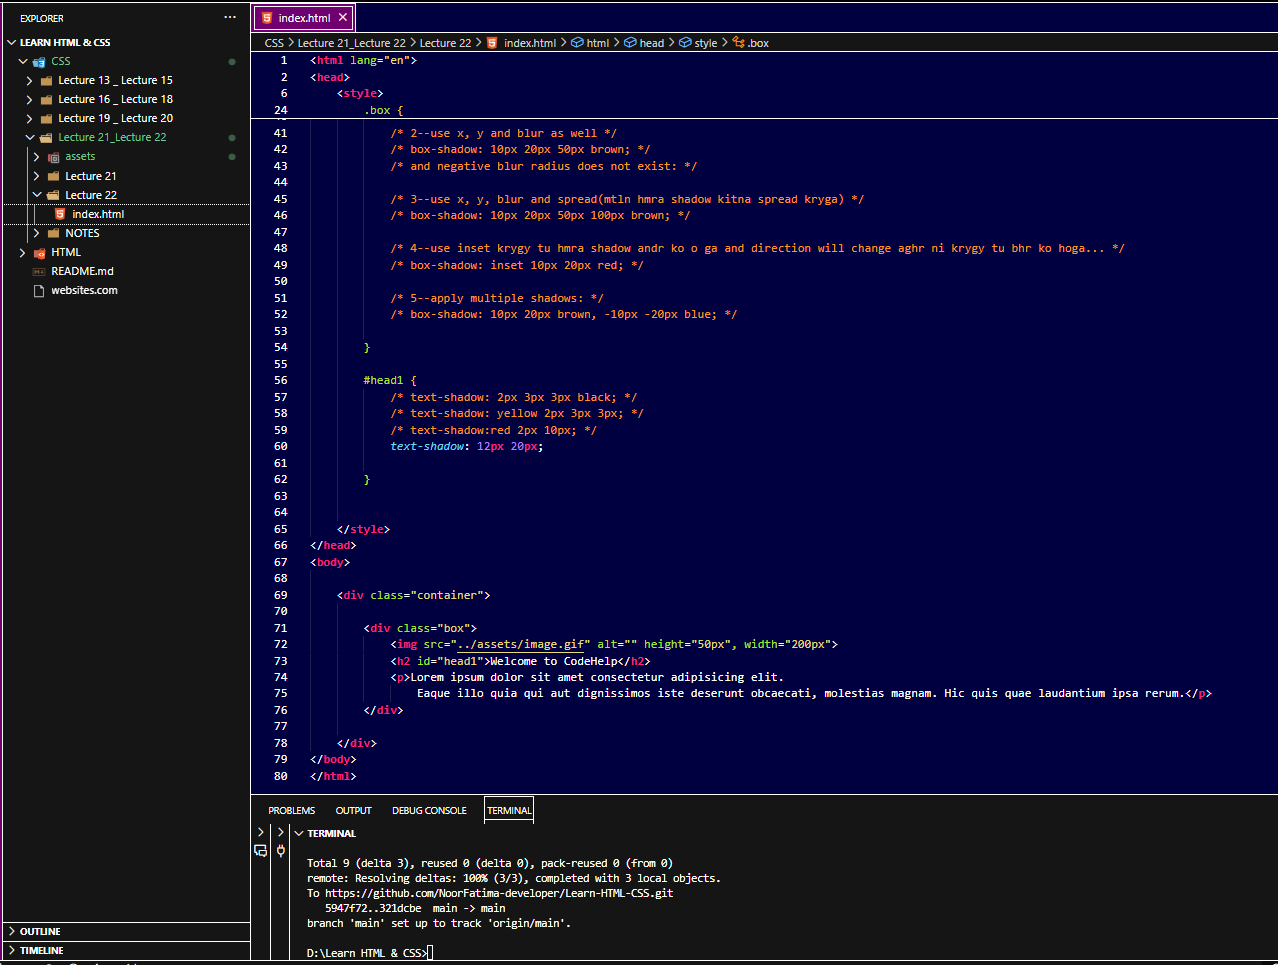 EXPLORER
LEARN HTML & CSS
CSS
Lecture 13 _ Lecture 15
Lecture 16 _ Lecture 18
Lecture 19 _ Lecture 20
Lecture 21_Lecture 22
assets
Lecture 21
Lecture 22
index.html
NOTES
HTML
README.md
websites.com
OUTLINE
TIMELINE
index.html
CSS > Lecture 21_Lecture 22 > Lecture 22 > index.html > html > head > style > .box
1 <html lang="en">
2 <head>
6 <style>
24 .box {
41 /* 2--use x, y and blur as well */
42 /* box-shadow: 10px 20px 50px brown; */
43 /* and negative blur radius does not exist: */
44
45 /* 3--use x, y, blur and spread(mtln hmra shadow kitna spread kryga) */
46 /* box-shadow: 10px 20px 50px 100px brown; */
47
48 /* 4--use inset krygy tu hmra shadow andr ko o ga and direction will change aghr ni krygy tu bhr ko hoga... */
49 /* box-shadow: inset 10px 20px red; */
50
51 /* 5--apply multiple shadows: */
52 /* box-shadow: 10px 20px brown, -10px -20px blue; */
53
54 }
55
56 #head1 {
57 /* text-shadow: 2px 3px 3px black; */
58 /* text-shadow: yellow 2px 3px 3px; */
59 /* text-shadow:red 2px 10px; */
60 text-shadow: 12px 20px;
61
62 }
63
64
65 </style>
66 </head>
67 <body>
68
69 <div class="container">
70
71 <div class="box">
72 <img src="../assets/image.gif" alt="" height="50px", width="200px">
73 <h2 id="head1">Welcome to CodeHelp</h2>
74 <p>Lorem ipsum dolor sit amet consectetur adipisicing elit.
75 Eaque illo quia qui aut dignissimos iste deserunt obcaecati, molestias magnam. Hic quis quae laudantium ipsa rerum.</p>
76 </div>
77
78 </div>
79 </body>
80 </html>
PROBLEMS OUTPUT DEBUG CONSOLE TERMINAL
TERMINAL
Total 9 (delta 3), reused 0 (delta 0), pack-reused 0 (from 0)
remote: Resolving deltas: 100% (3/3), completed with 3 local objects.
To https://github.com/NoorFatima-developer/Learn-HTML-CSS.git
5947f72..321dcbe main -> main
branch 'main' set up to track 'origin/main'.
D:\Learn HTML & CSS>